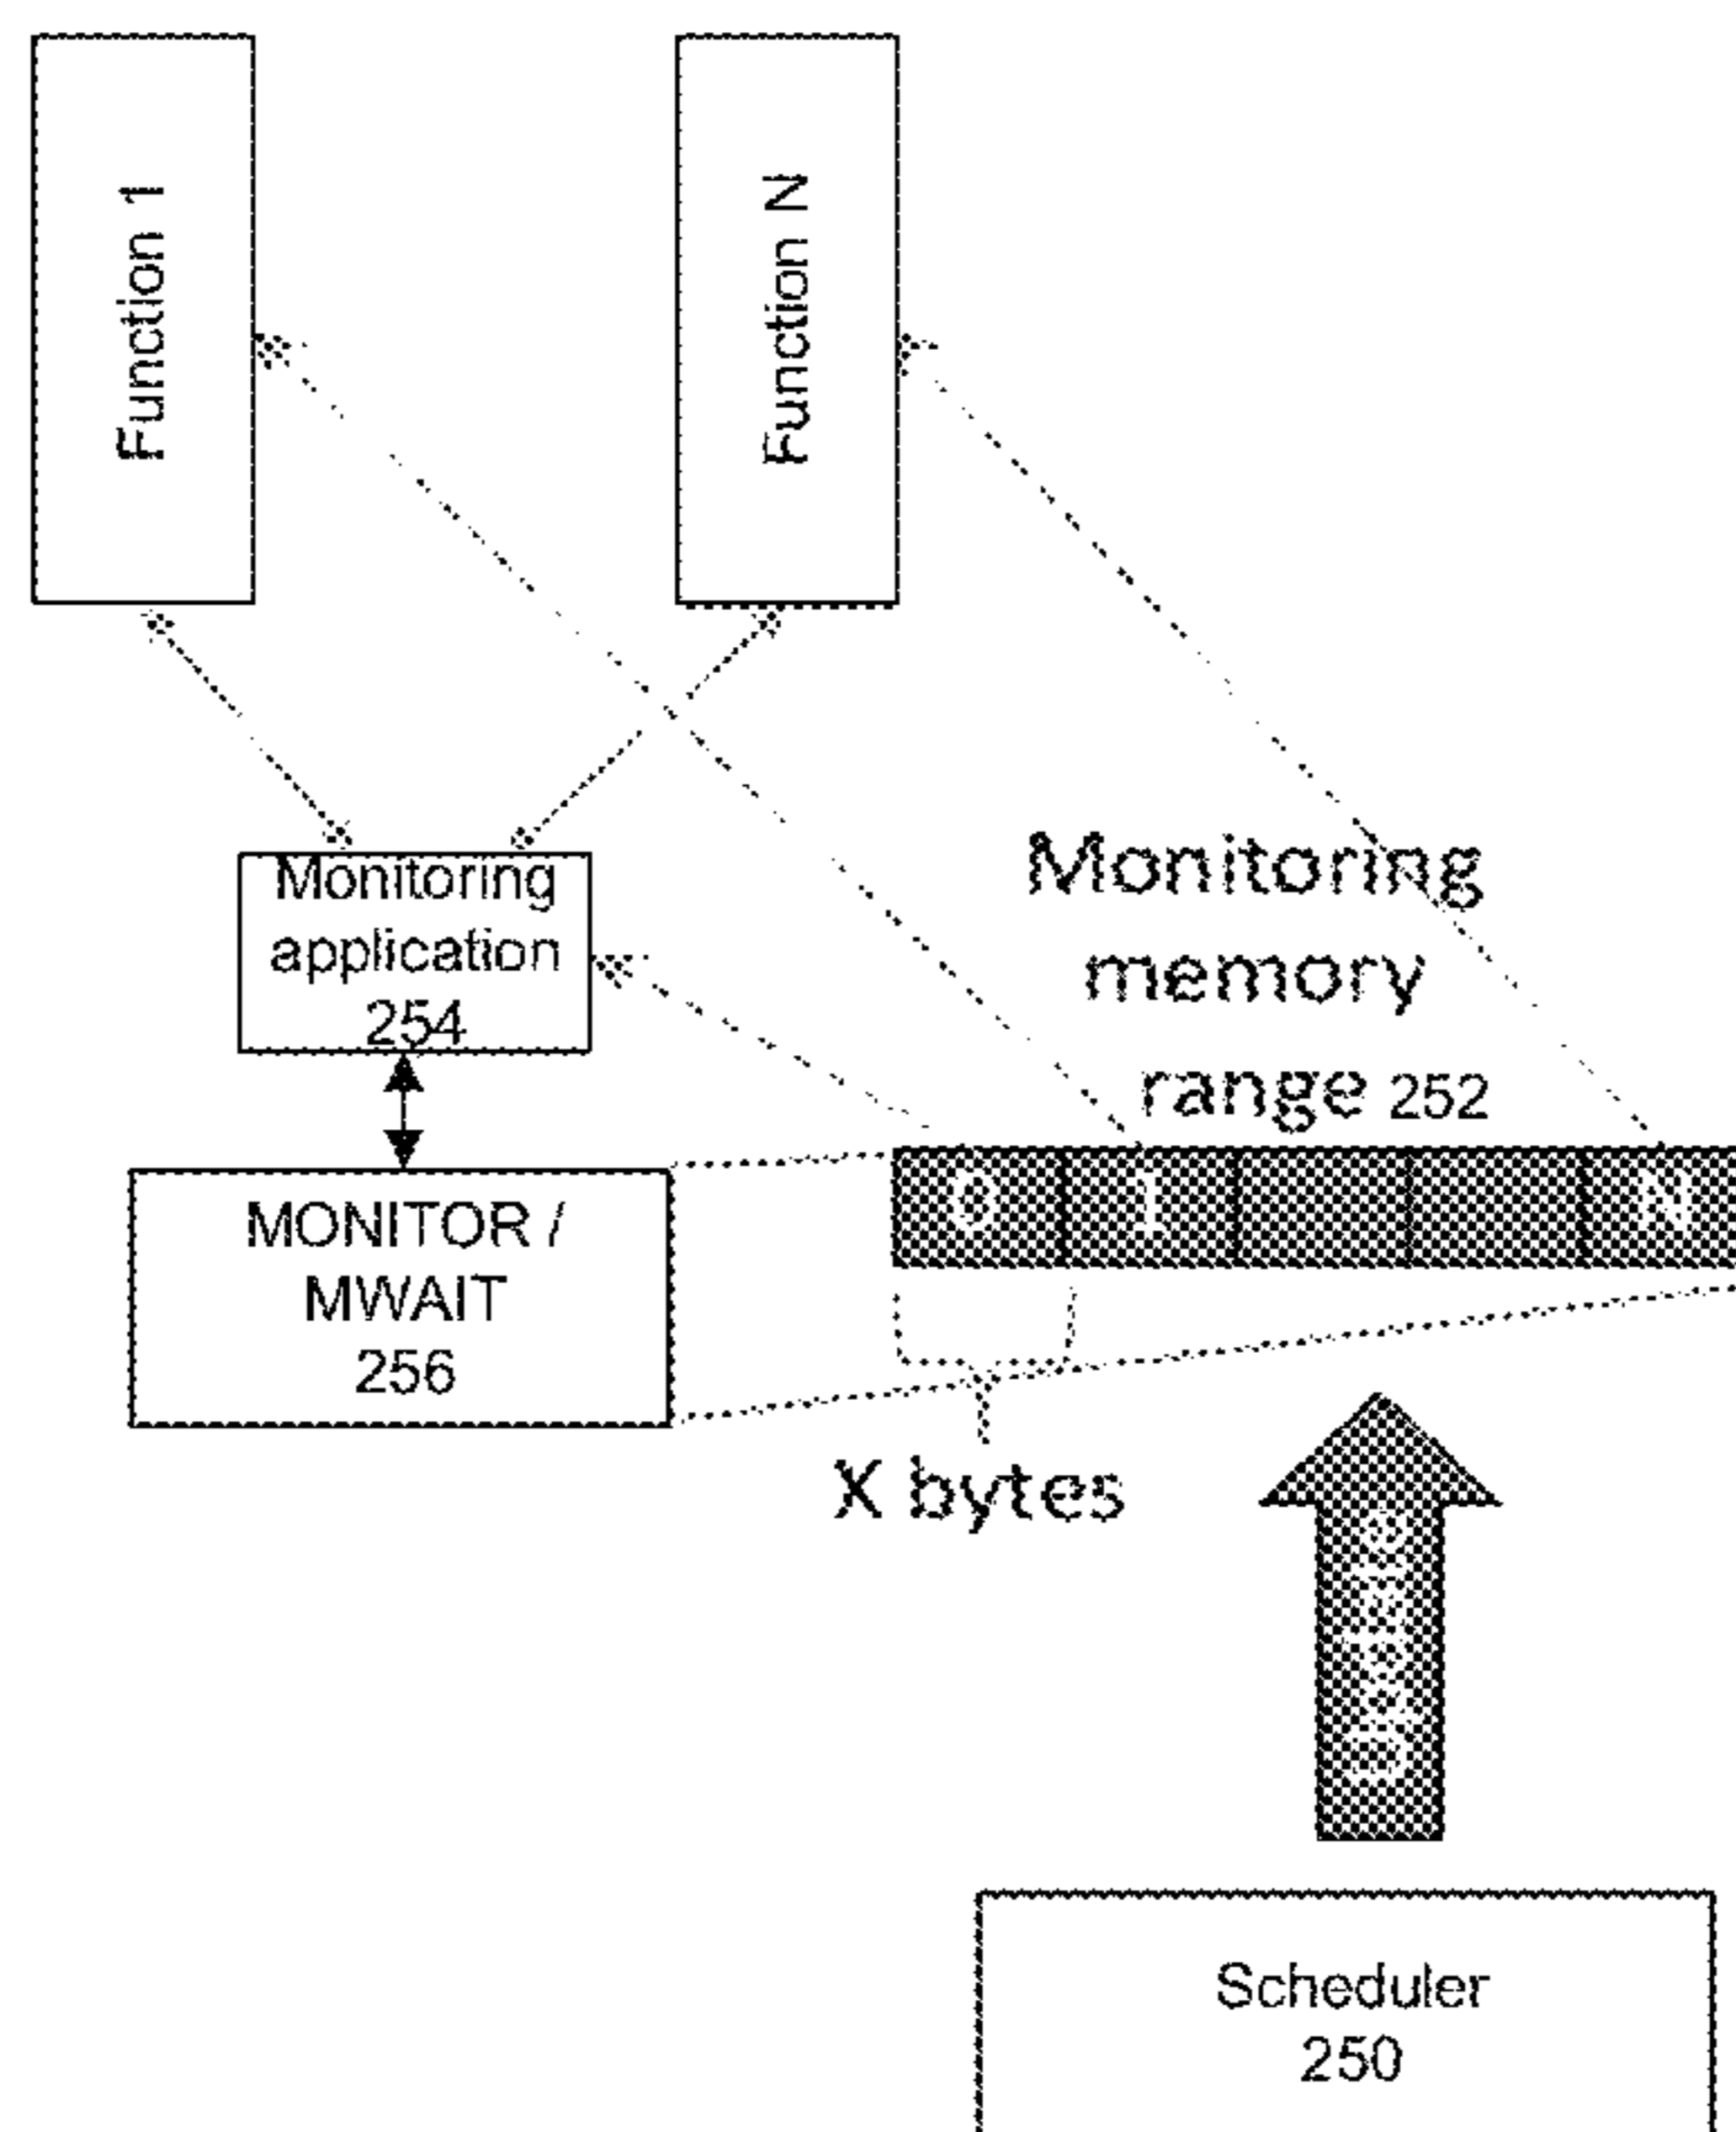 Function 1
Function N
Monitoring
application
254
Monitoring
memory
range 252
0 1 N
MONITOR /
MWAIT
256
X bytes
Scheduler
250